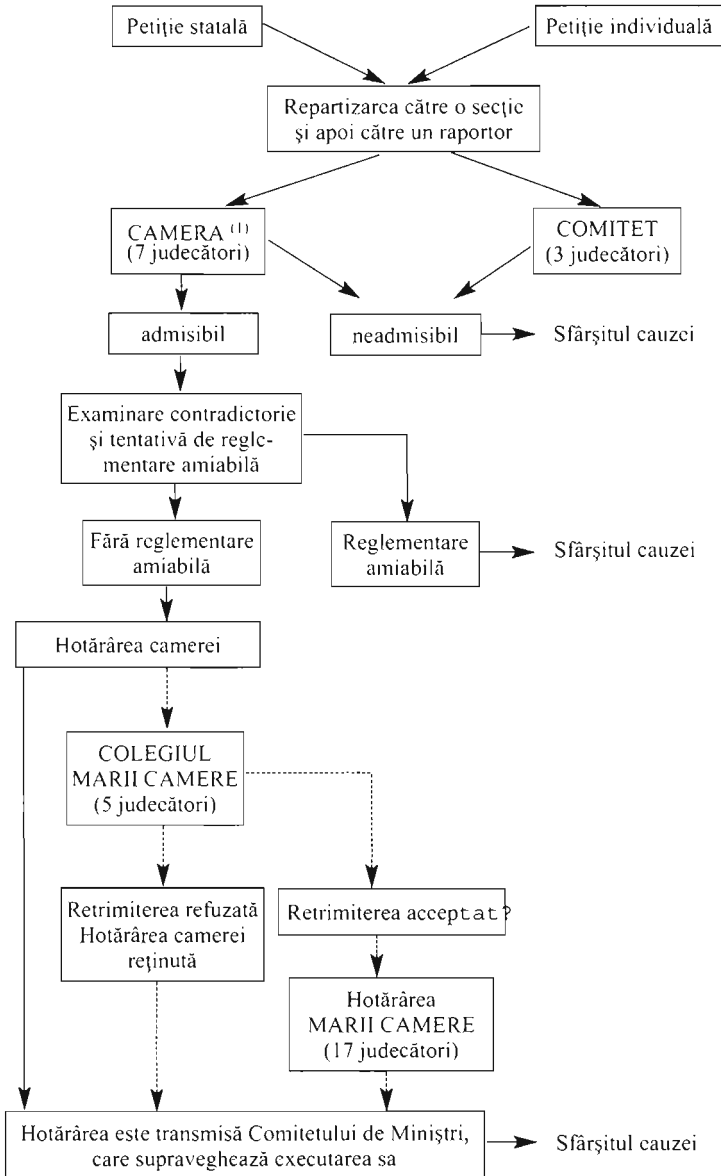 Petiţie statală
Petiţie individuală
Repartizarea către o secţie
şi apoi către un raportor
CAMERA (1)
(7 judecători)
COMITET
(3 judecători)
admisibil
neadmisibil
Sfârşitul cauzei
Examinare contradictorie
şi tentativă de regle-
mentare amiabilă
Fără reglementare
amiabilă
Reglementare
amiabilă
Sfârşitul cauzei
Hotărârea camerei
COLEGIUL
MARII CAMERE
(5 judecători)
Retrimiterea refuzată
Hotărârea camerei
reţinută
Retrimiterea acceptat?
Hotărârea
MARII CAMERE
(17 judecători)
Hotărârea este transmisă Comitetului de Miniştri,
care supraveghează executarea sa
Sfârşitul cauzei